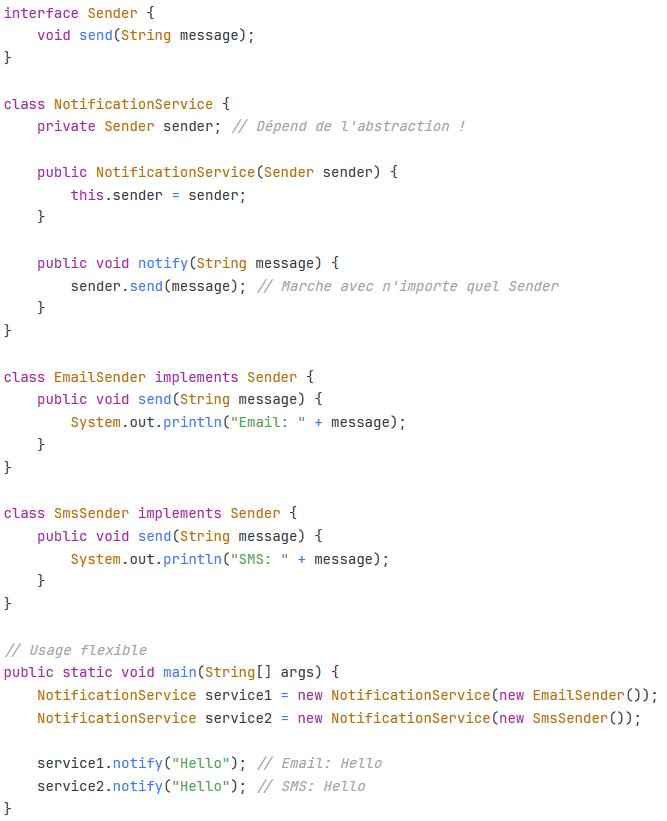 interface Sender {
    void send(String message);
}

class NotificationService {
    private Sender sender; // Dépend de l'abstraction !

    public NotificationService(Sender sender) {
        this.sender = sender;
    }

    public void notify(String message) {
        sender.send(message); // Marche avec n'importe quel Sender
    }
}

class EmailSender implements Sender {
    public void send(String message) {
        System.out.println("Email: " + message);
    }
}

class SmsSender implements Sender {
    public void send(String message) {
        System.out.println("SMS: " + message);
    }
}

// Usage flexible
public static void main(String[] args) {
    NotificationService service1 = new NotificationService(new EmailSender());
    NotificationService service2 = new NotificationService(new SmsSender());

    service1.notify("Hello"); // Email: Hello
    service2.notify("Hello"); // SMS: Hello
}